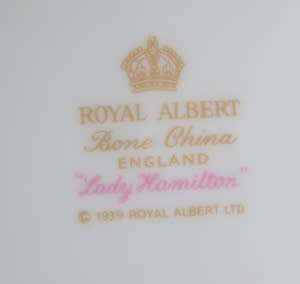 ROYAL ALBERT
Bone China
ENGLAND
"Lady Hamilton"
© 1939 ROYAL ALBERT LTD